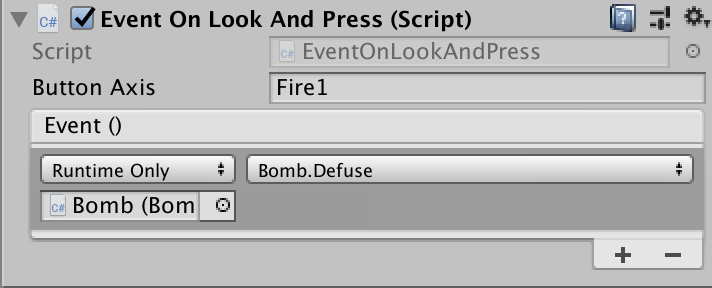 Event On Look And Press (Script)
Script C# EventOnLookAndPress
Button Axis Fire1
Event ()
Runtime Only Bomb.Defuse
C# Bomb (Bom